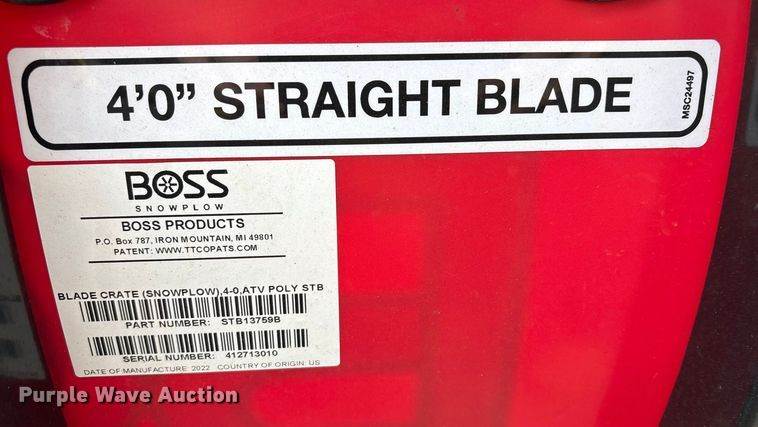 4'0" STRAIGHT BLADE
MSC24497
BOSS
SNOWPLOW
BOSS PRODUCTS
P.O. Box 787, IRON MOUNTAIN, MI 49801
PATENT: WWW.TTCOPATS.COM
BLADE CRATE (SNOWPLOW),4-0,ATV POLY STB
PART NUMBER: STB13759B
SERIAL NUMBER: 412713010
DATE OF MANUFACTURE 2022 COUNTRY OF ORIGIN: US
Purple Wave Auction®